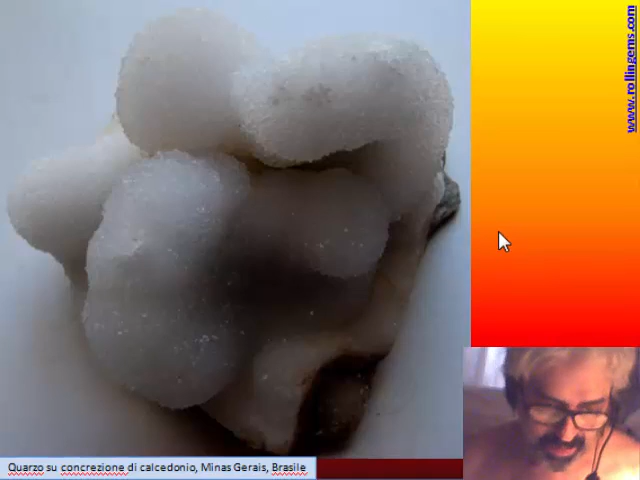 www.rollingems.com
Quarzo su concrezione di calcedonio, Minas Gerais, Brasile